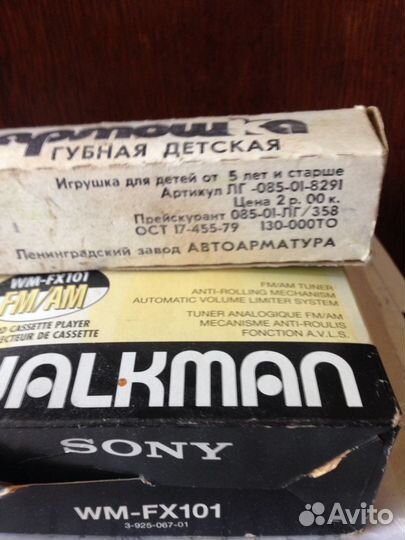 ГУБНАЯ ДЕТСКАЯ
Игрушка для детей от 5 лет и старше
Артикул ЛГ -085-01-8291
Цена 2 р. 00 к.
Прейскурант 085-01-ЛГ/358
ОСТ 17-455-79 130-000ТО
Ленинградский завод АВТОАРМАТУРА
WM-FX101
FM/AM
CASSETTE PLAYER
DE CASSETTE
FM/AM TUNER
ANTI-ROLLING MECHANISM
AUTOMATIC VOLUME LIMITER SYSTEM
TUNER ANALOGIQUE FM/AM
MECANISME ANTI-ROULIS
FONCTION A.V.L.S.
WALKMAN
SONY
WM-FX101
3-925-067-01
Avito